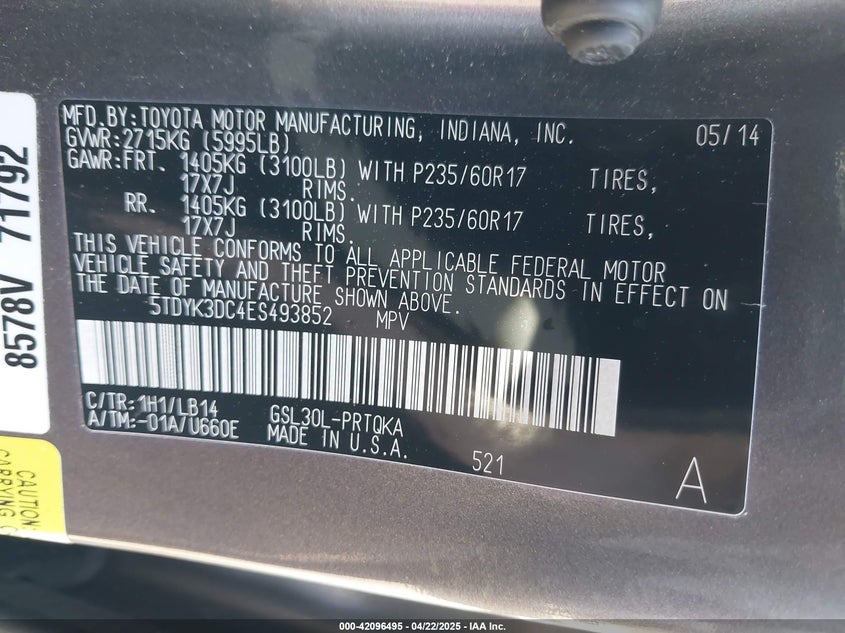 MFD.BY:TOYOTA MOTOR MANUFACTURING, INDIANA, INC. 05/14
GVWR:2715KG (5995LB)
GAWR:FRT. 1405KG (3100LB) WITH P235/60R17 TIRES,
17X7J RIMS.
RR. 1405KG (3100LB) WITH P235/60R17 TIRES,
17X7J RIMS.
THIS VEHICLE CONFORMS TO ALL APPLICABLE FEDERAL MOTOR
VEHICLE SAFETY AND THEFT PREVENTION STANDARDS IN EFFECT ON
THE DATE OF MANUFACTURE SHOWN ABOVE.
5TDYK3DC4ES493852 MPV
C/TR:1H1/LB14 GSL30L-PRTQKA
A/TM:-01A/U660E MADE IN U.S.A.
521 A
8578V 71792
CAUTION:
CARRYING
000-42096495 - 04/22/2025 - IAA Inc.